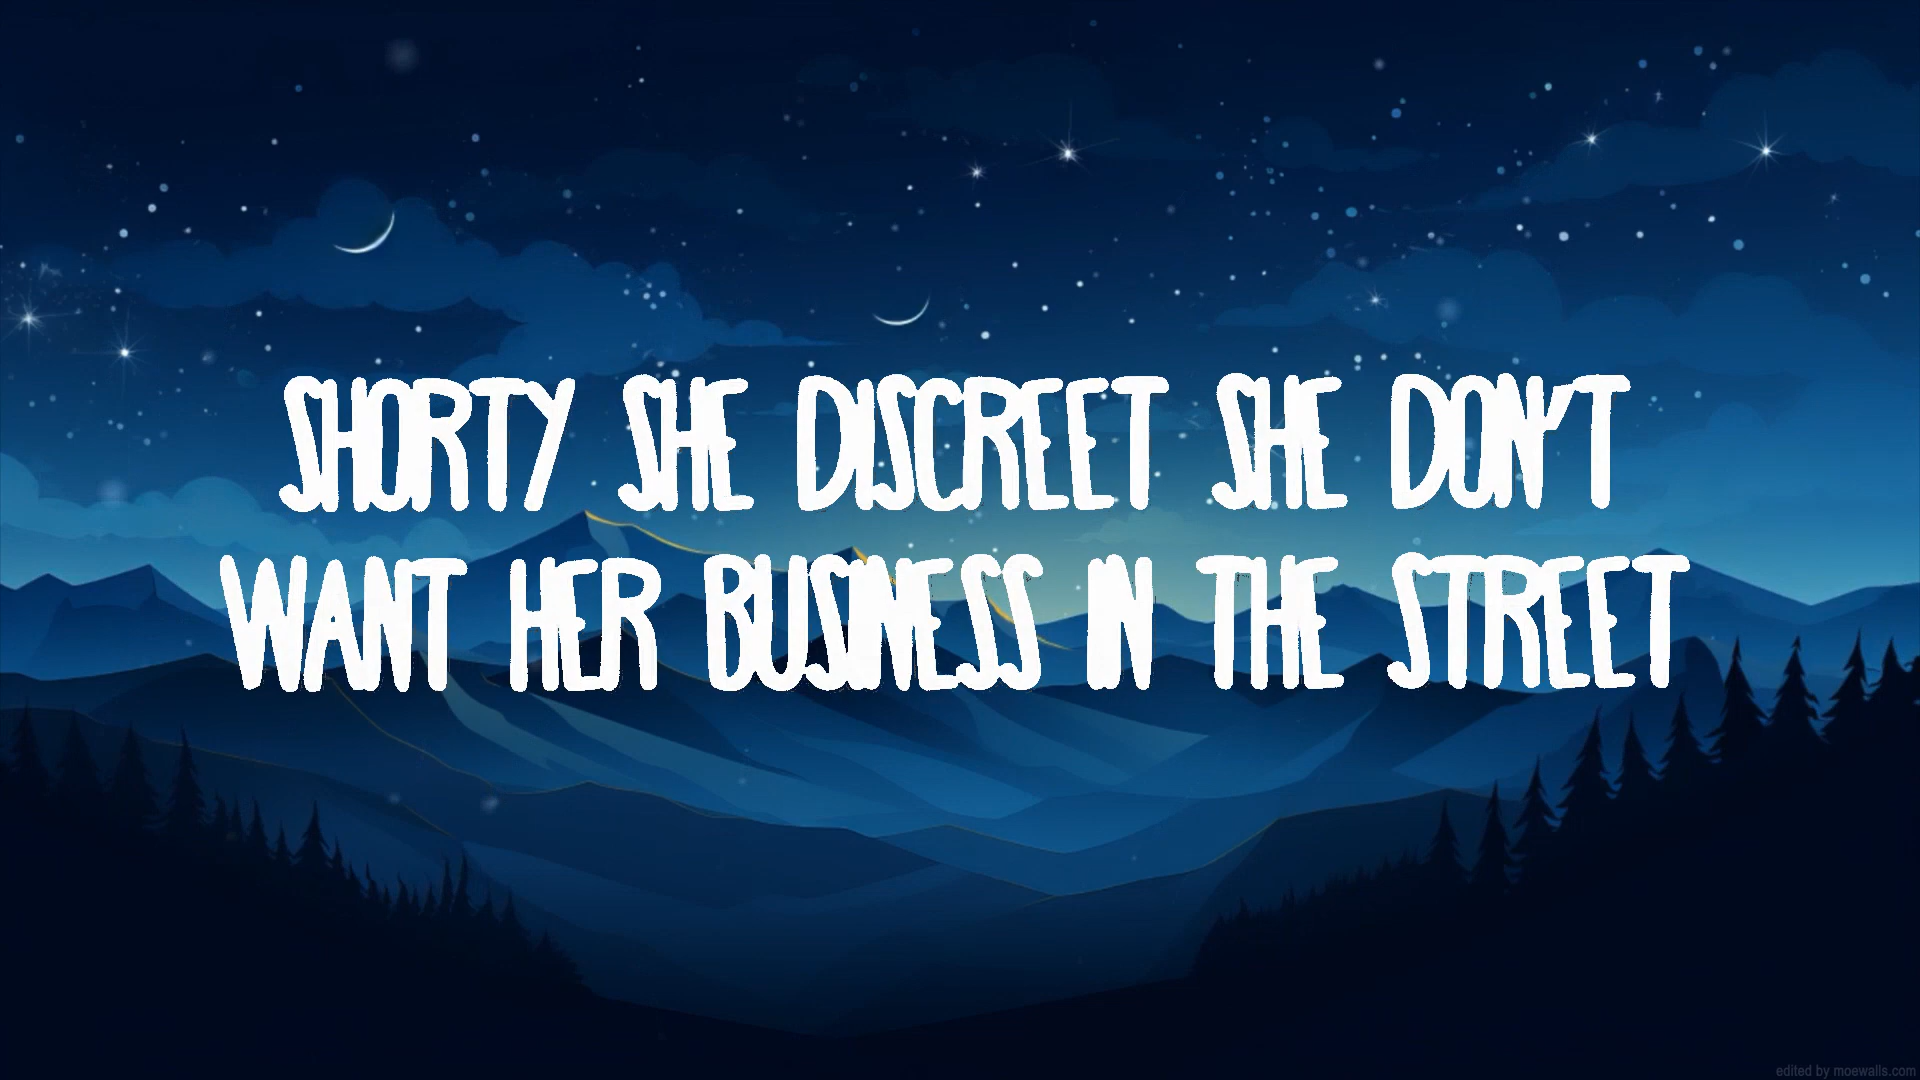 SHORTY SHE DISCREET SHE DON'T
WANT HER BUSINESS IN THE STREET
edited by moewalls.com